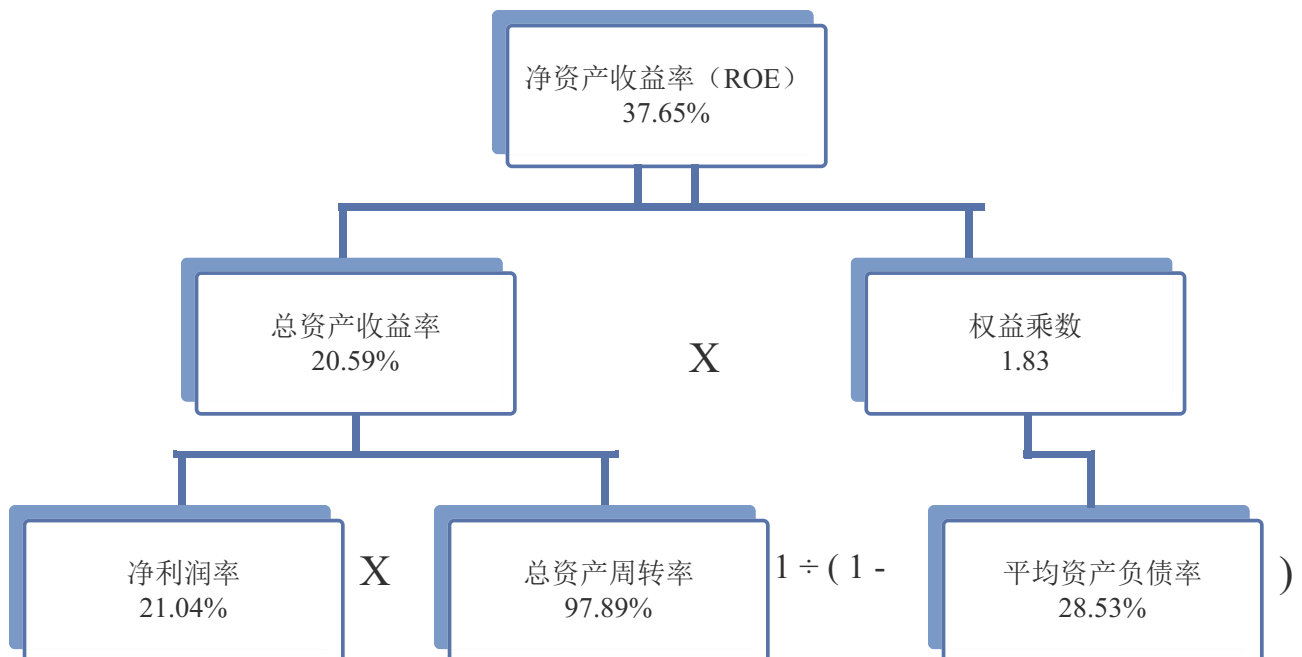 净资产收益率（ROE）
37.65%
总资产收益率
20.59%
X
权益乘数
1.83
净利润率
21.04%
X
总资产周转率
97.89%
1 ÷ ( 1 -
平均资产负债率
28.53%
)